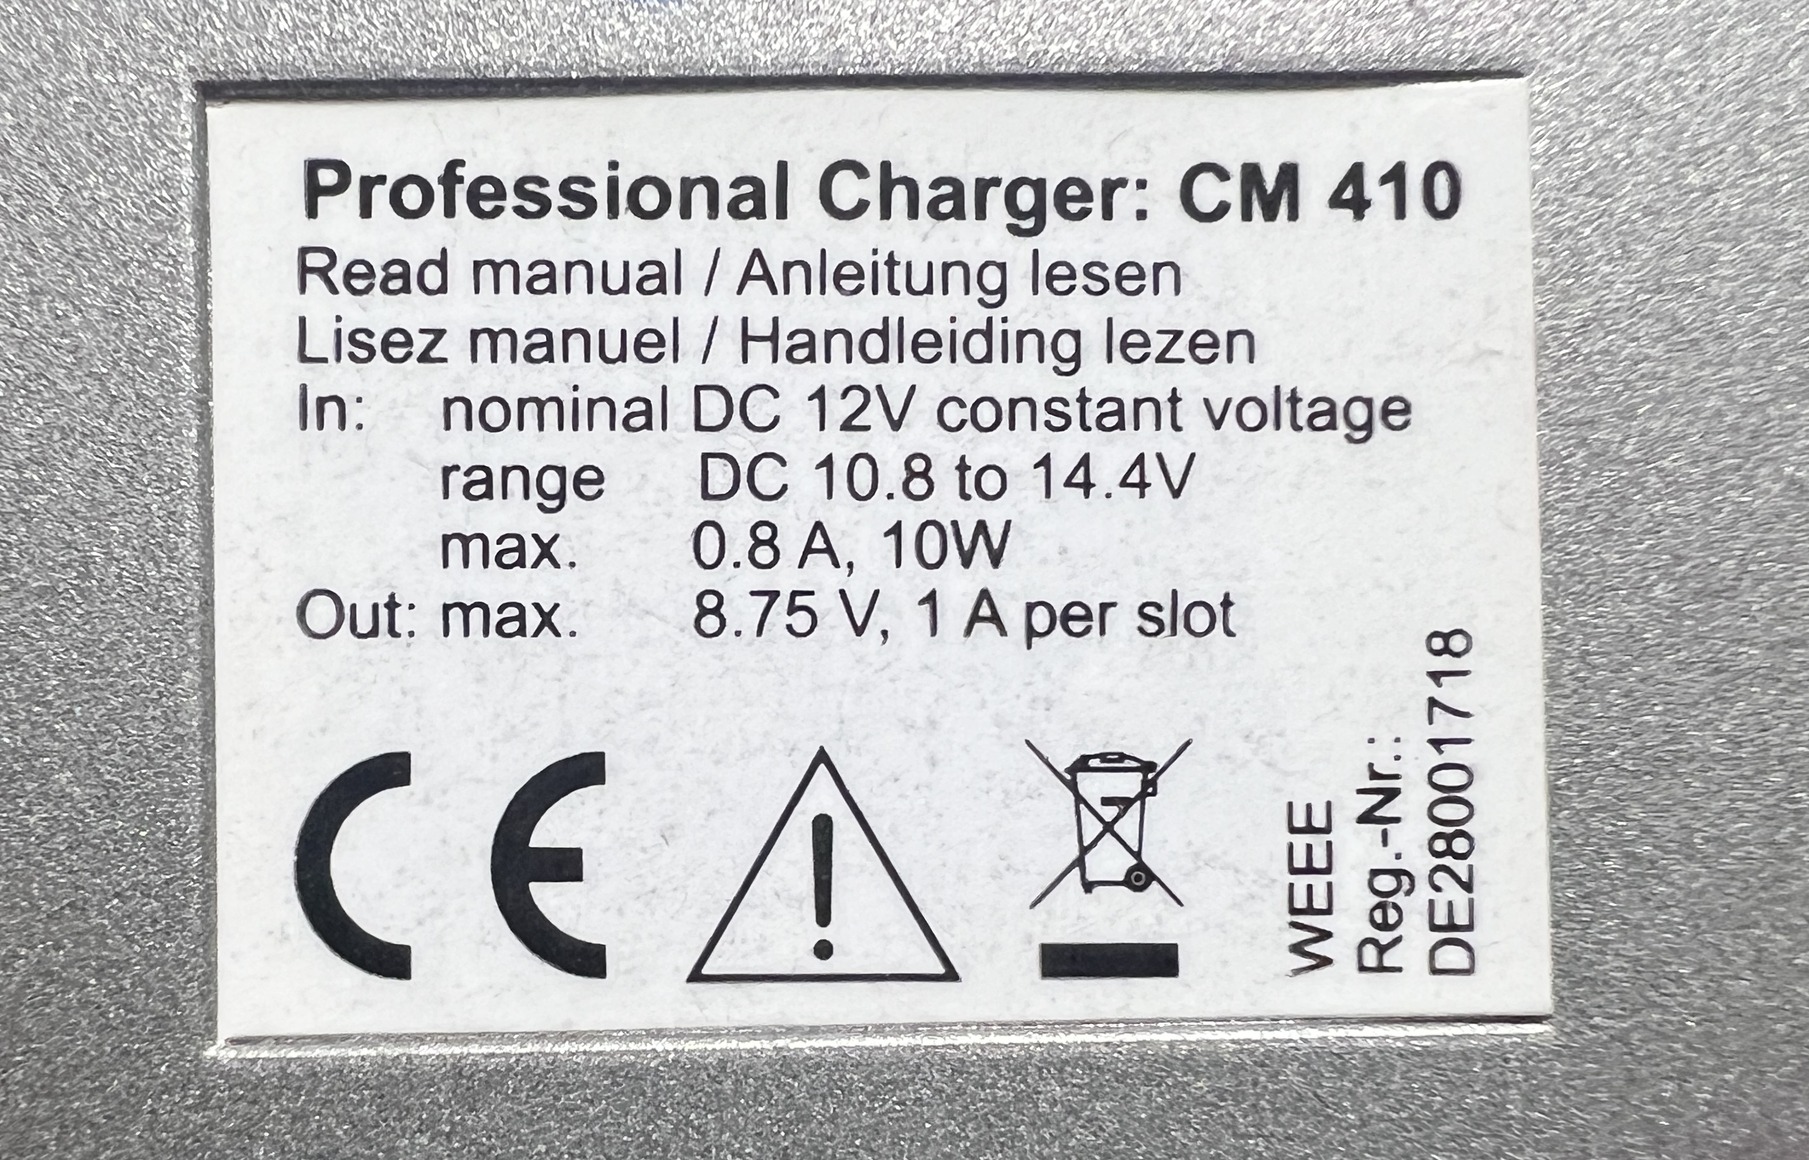 Professional Charger: CM 410
Read manual / Anleitung lesen
Lisez manuel / Handleiding lezen
In: nominal DC 12V constant voltage
range DC 10.8 to 14.4V
max. 0.8 A, 10W
Out: max. 8.75 V, 1 A per slot
CE
WEEE
Reg.-Nr.:
DE28001718